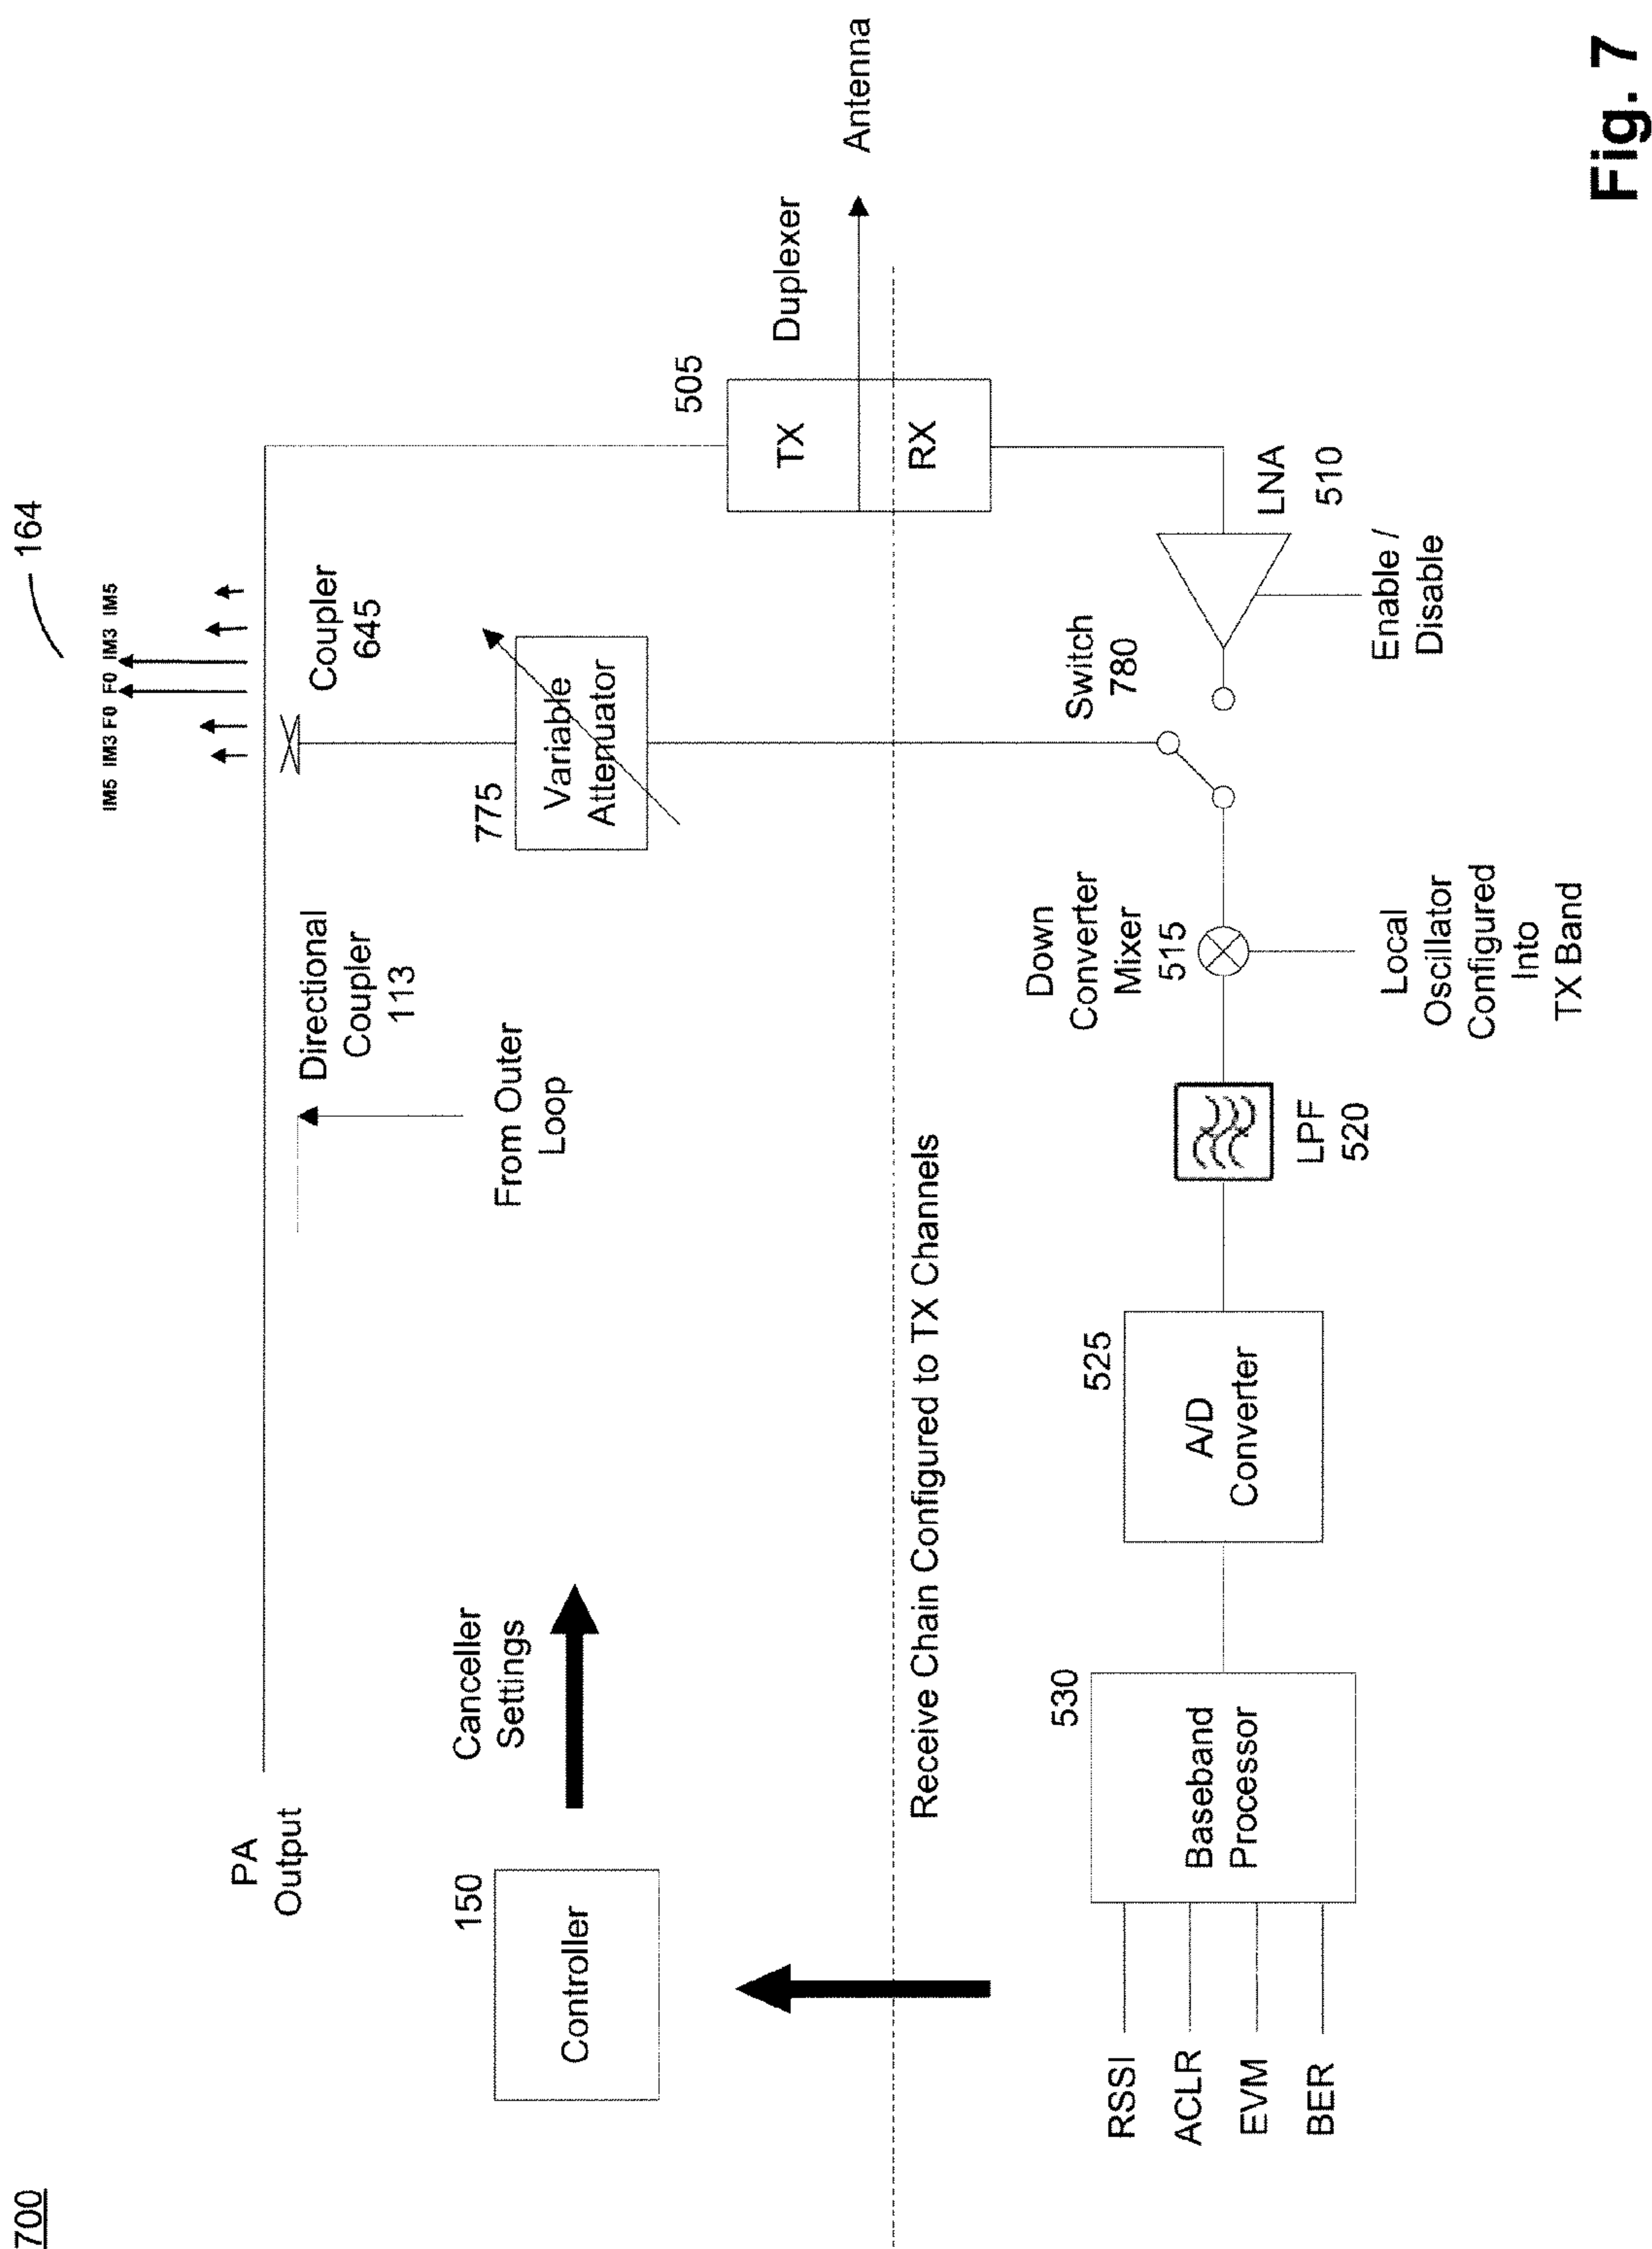 700
164
IM5 IM3 F0 F0 IM3 IM5
PA
Output
Directional
Coupler
113
Coupler
645
From Outer
Loop
Canceller
Settings
150
Controller
775
Variable
Attenuator
505
TX
RX
Duplexer
Antenna
Receive Chain Configured to TX Channels
RSSI
ACLR
EVM
BER
530
Baseband
Processor
525
A/D
Converter
LPF
520
Down
Converter
Mixer
515
Local
Oscillator
Configured
Into
TX Band
Switch
780
LNA
510
Enable /
Disable
Fig. 7